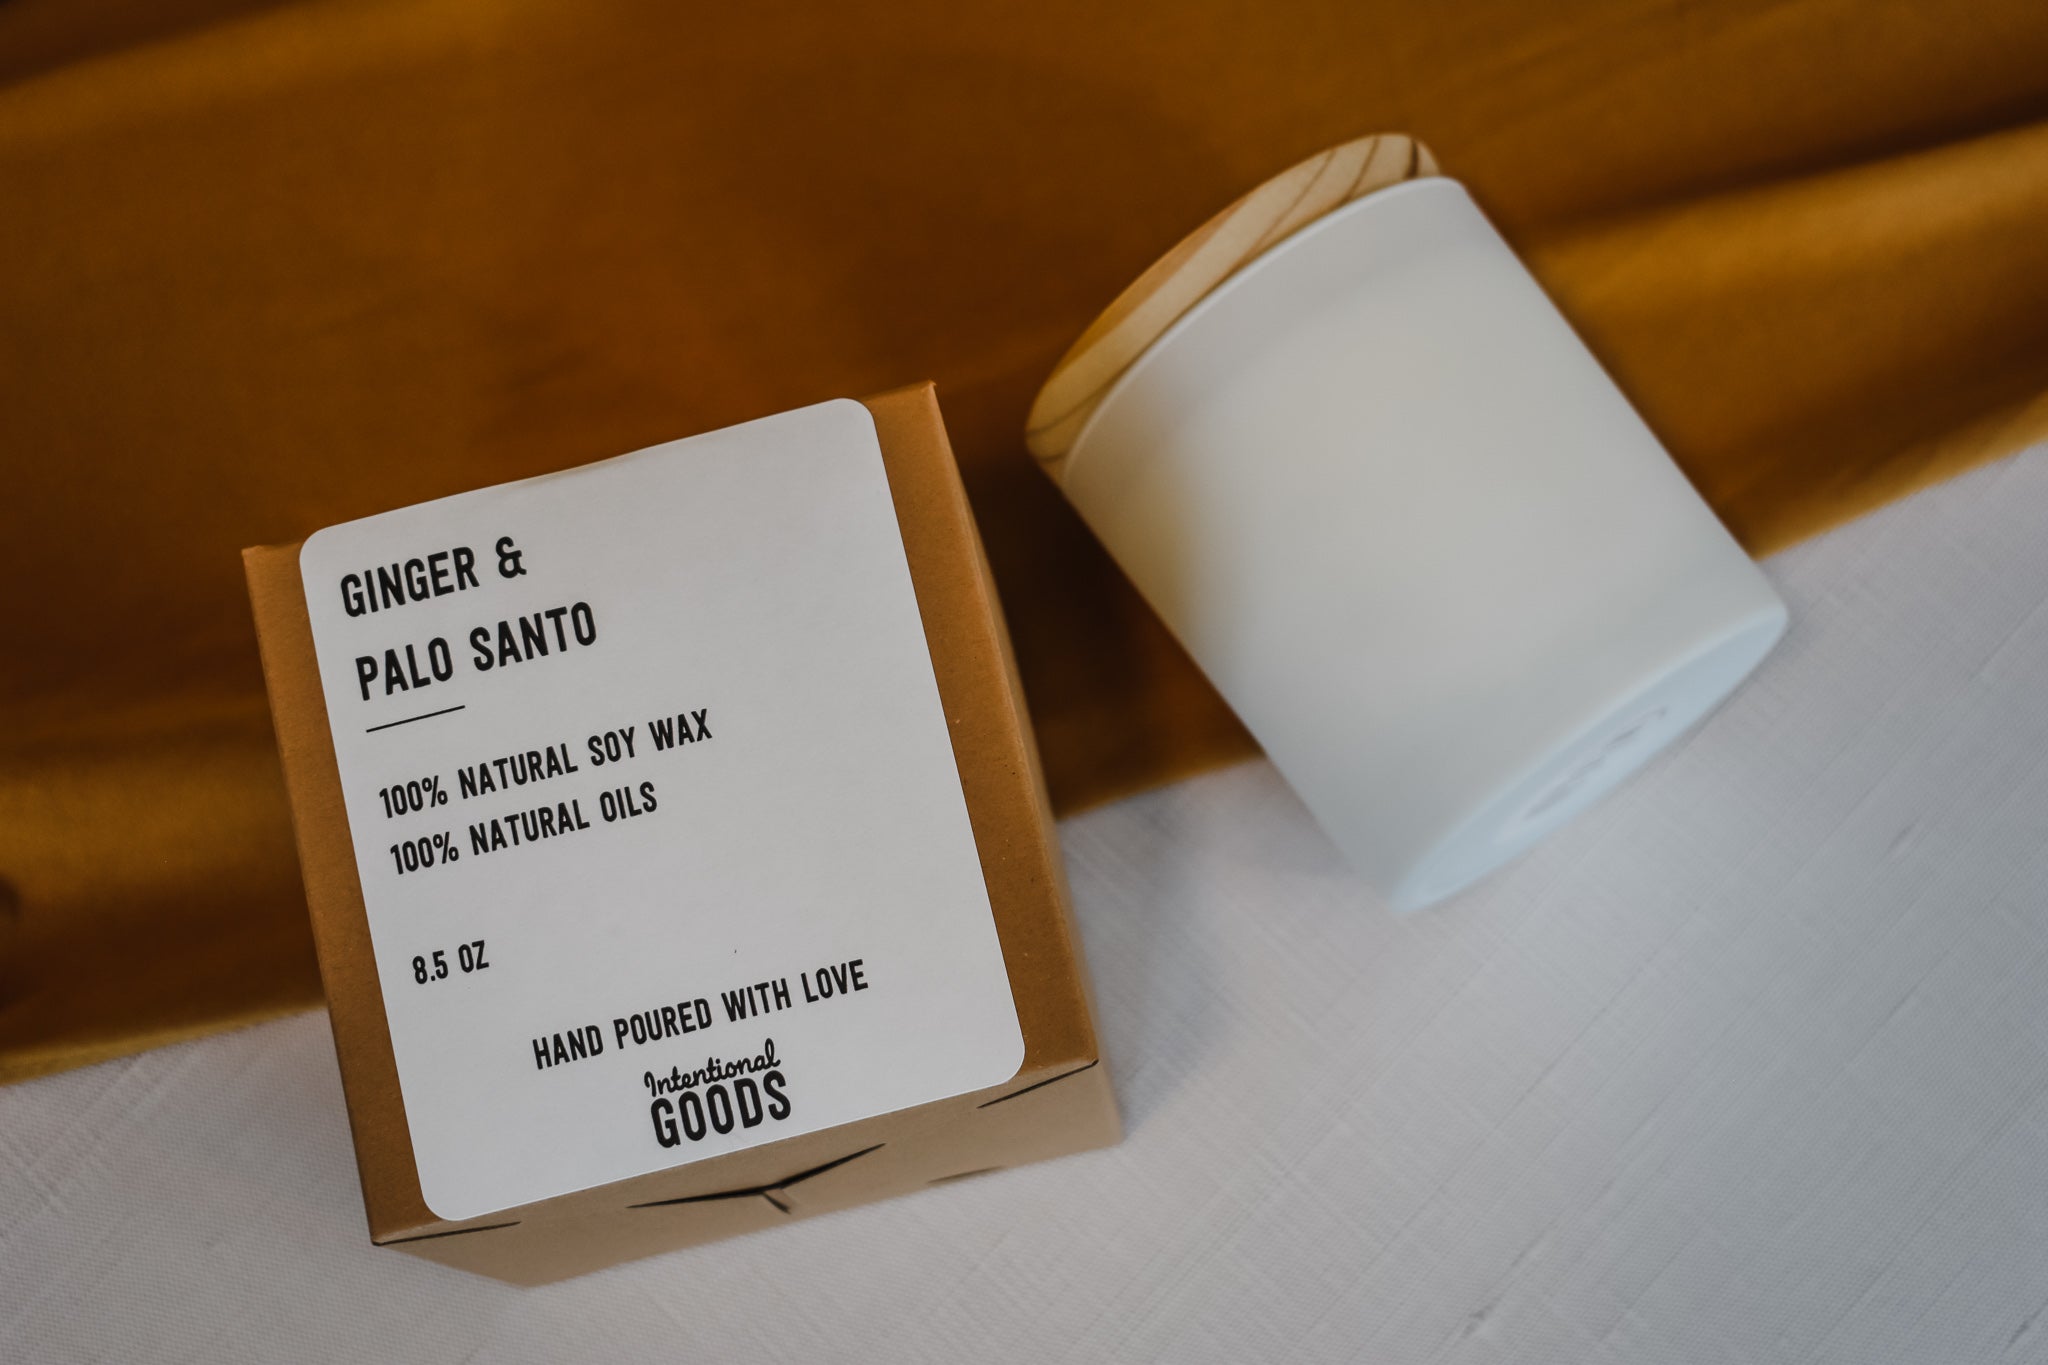 GINGER &
PALO SANTO
100% NATURAL SOY WAX
100% NATURAL OILS
8.5 OZ
HAND POURED WITH LOVE
Intentional
GOODS